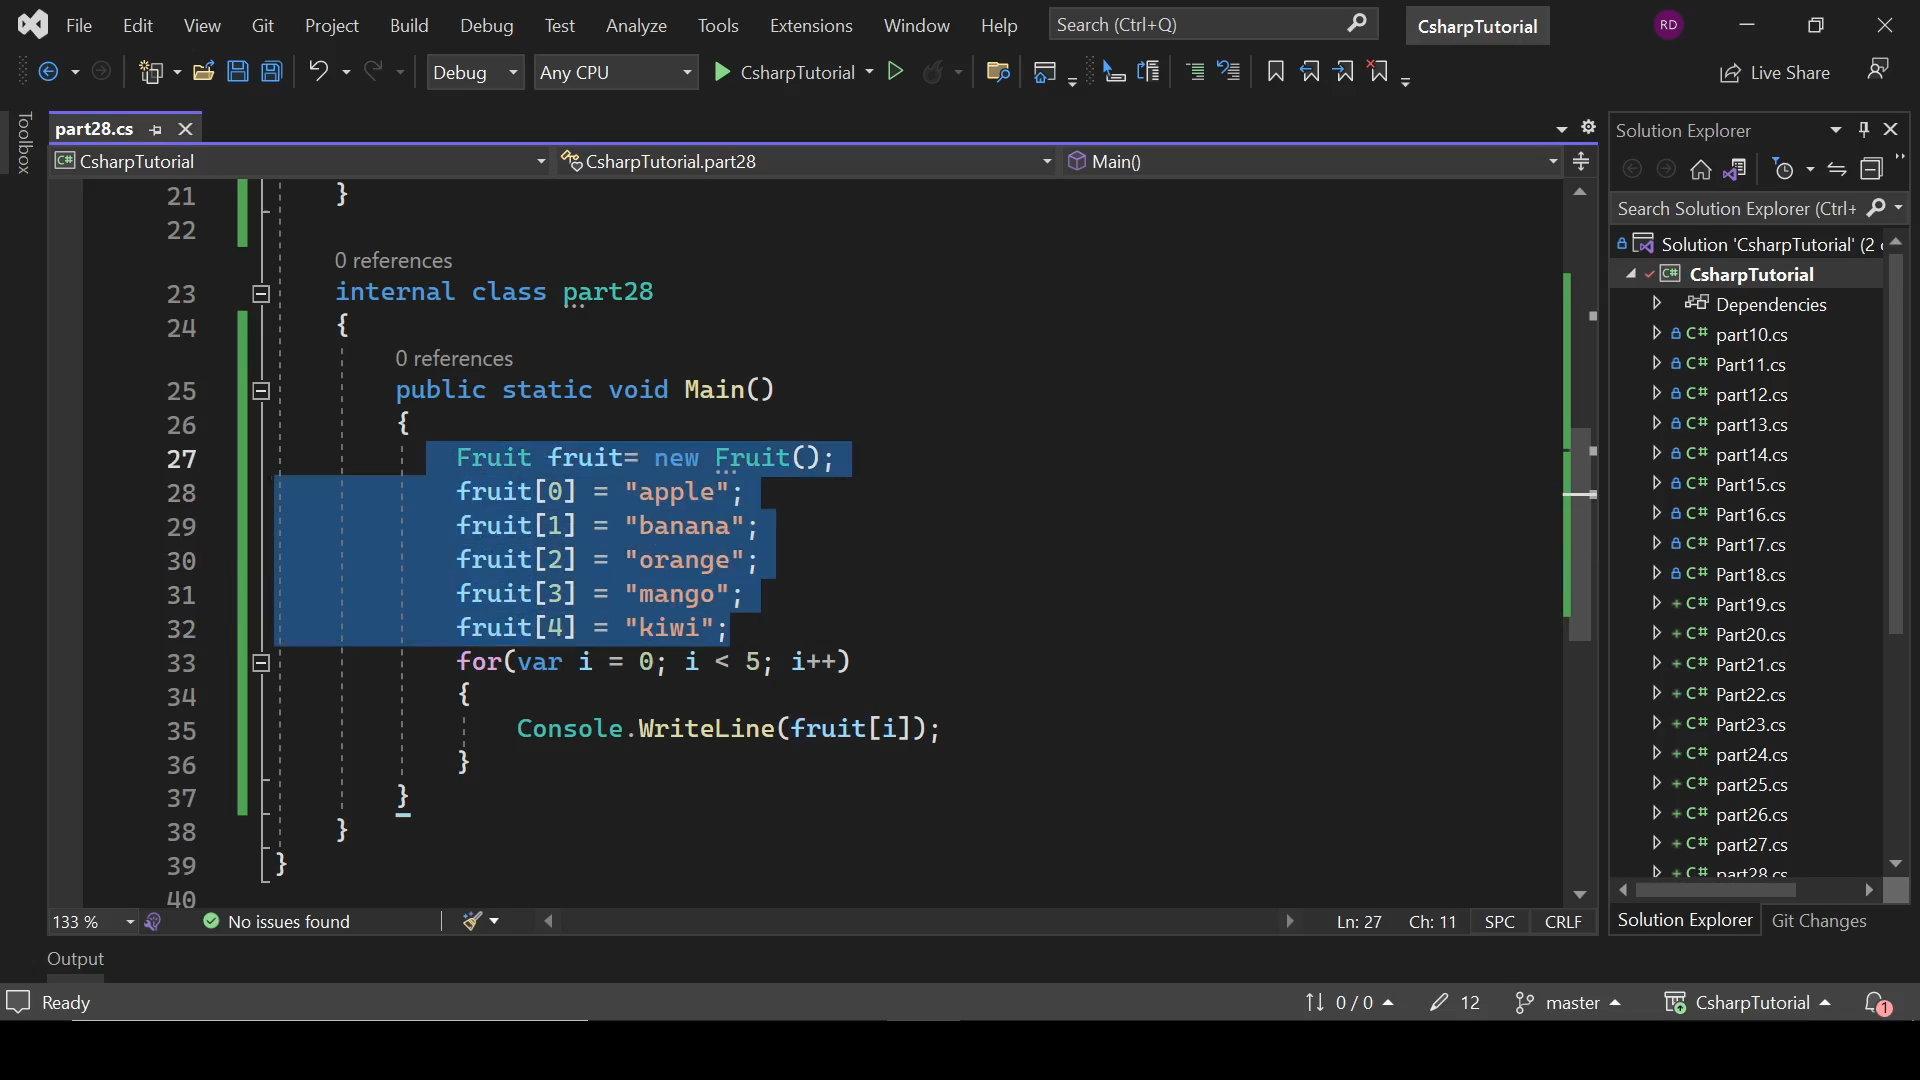 File Edit View Git Project Build Debug Test Analyze Tools Extensions Window Help Search (Ctrl+Q) CsharpTutorial RD
Debug Any CPU CsharpTutorial Live Share
Toolbox
part28.cs
CsharpTutorial CsharpTutorial.part28 Main()
21 }
22
0 references
23 internal class part28
24 {
0 references
25 public static void Main()
26 {
27 Fruit fruit= new Fruit();
28 fruit[0] = "apple";
29 fruit[1] = "banana";
30 fruit[2] = "orange";
31 fruit[3] = "mango";
32 fruit[4] = "kiwi";
33 for(var i = 0; i < 5; i++)
34 {
35 Console.WriteLine(fruit[i]);
36 }
37 }
38 }
39 }
40
133 % No issues found Ln: 27 Ch: 11 SPC CRLF
Solution Explorer
Search Solution Explorer (Ctrl+
Solution 'CsharpTutorial' (2
C# CsharpTutorial
Dependencies
C# part10.cs
C# Part11.cs
C# part12.cs
C# part13.cs
C# part14.cs
C# Part15.cs
C# Part16.cs
C# Part17.cs
C# Part18.cs
+ C# Part19.cs
+ C# Part20.cs
+ C# Part21.cs
+ C# Part22.cs
+ C# Part23.cs
+ C# part24.cs
+ C# part25.cs
+ C# part26.cs
+ C# part27.cs
+ C# part28.cs
Solution Explorer Git Changes
Output
Ready 0 / 0 12 master CsharpTutorial 1